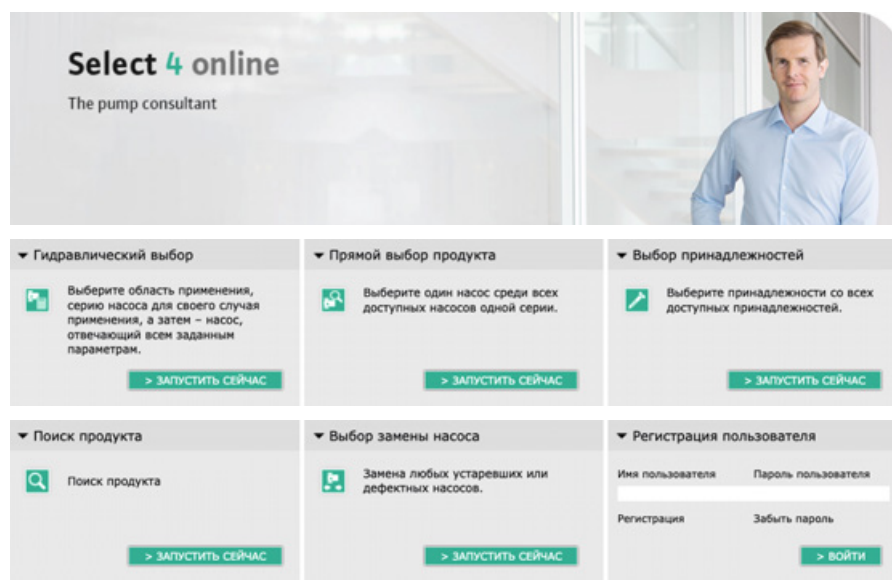 Select 4 online
The pump consultant
Гидравлический выбор
Выберите область применения,
серию насоса для своего случая
применения, а затем – насос,
отвечающий всем заданным
параметрам.
> ЗАПУСТИТЬ СЕЙЧАС
Прямой выбор продукта
Выберите один насос среди всех
доступных насосов одной серии.
> ЗАПУСТИТЬ СЕЙЧАС
Выбор принадлежностей
Выберите принадлежности со всех
доступных принадлежностей.
> ЗАПУСТИТЬ СЕЙЧАС
Поиск продукта
Поиск продукта
> ЗАПУСТИТЬ СЕЙЧАС
Выбор замены насоса
Замена любых устаревших или
дефектных насосов.
> ЗАПУСТИТЬ СЕЙЧАС
Регистрация пользователя
Имя пользователя Пароль пользователя
Регистрация Забыть пароль
> ВОЙТИ